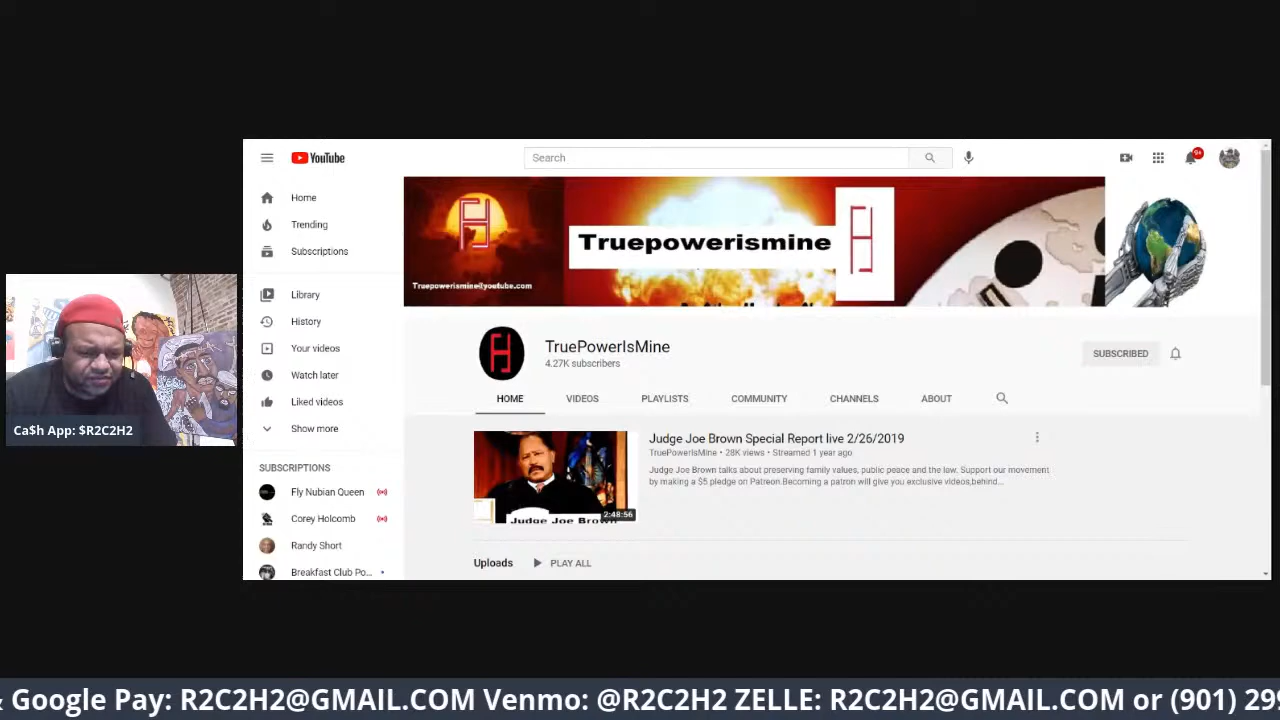 YouTube
Search
9+
Home
Trending
Subscriptions
Library
History
Your videos
Watch later
Liked videos
Show more
SUBSCRIPTIONS
Fly Nubian Queen
Corey Holcomb
Randy Short
Breakfast Club Po...
Truepowerismine
Truepowerismine@youtube.com
TruePowerIsMine
4.27K subscribers
SUBSCRIBED
HOME VIDEOS PLAYLISTS COMMUNITY CHANNELS ABOUT
Judge Joe Brown Special Report live 2/26/2019
TruePowerIsMine • 28K views • Streamed 1 year ago
Judge Joe Brown talks about preserving family values, public peace and the law. Support our movement
by making a $5 pledge on Patreon.Becoming a patron will give you exclusive videos,behind...
Judge Joe Brown
2:48:56
Uploads PLAY ALL
Ca$h App: $R2C2H2
& Google Pay: R2C2H2@GMAIL.COM Venmo: @R2C2H2 ZELLE: R2C2H2@GMAIL.COM or (901) 29